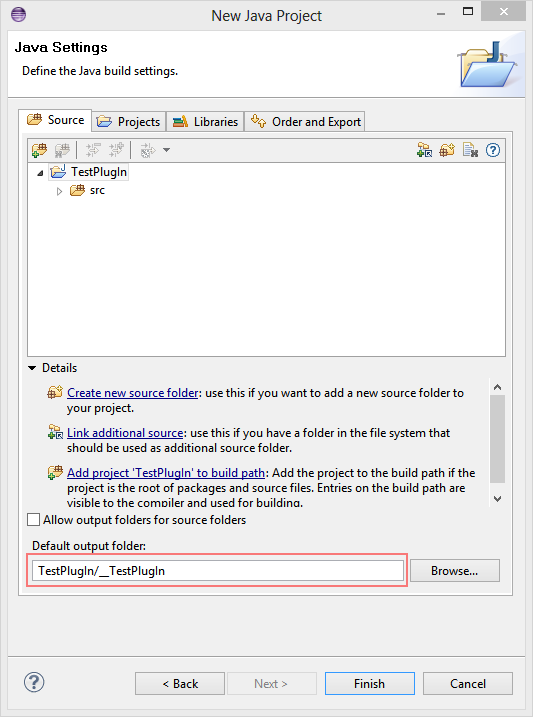 New Java Project
Java Settings
Define the Java build settings.
Source
Projects
Libraries
Order and Export
TestPlugIn
src
Details
Create new source folder: use this if you want to add a new source folder to
your project.
Link additional source: use this if you have a folder in the file system that
should be used as additional source folder.
Add project 'TestPlugIn' to build path: Add the project to the build path if the
project is the root of packages and source files. Entries on the build path are
visible to the compiler and used for building.
Allow output folders for source folders
Default output folder:
TestPlugIn/__TestPlugIn
Browse...
< Back
Next >
Finish
Cancel